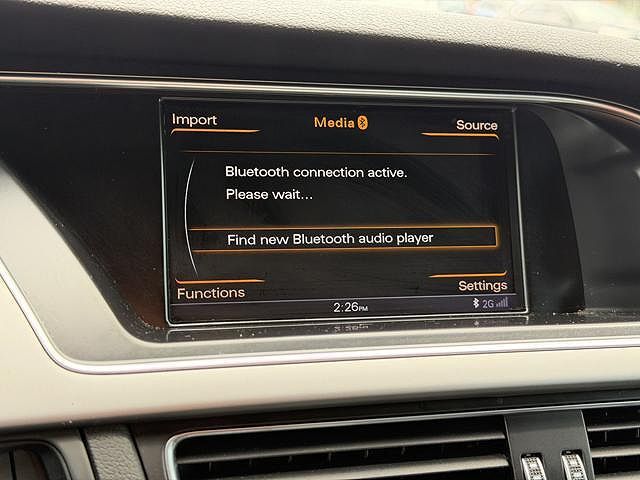 Import
Media
Source
Bluetooth connection active.
Please wait...
Find new Bluetooth audio player
Functions
Settings
2:26PM
2G